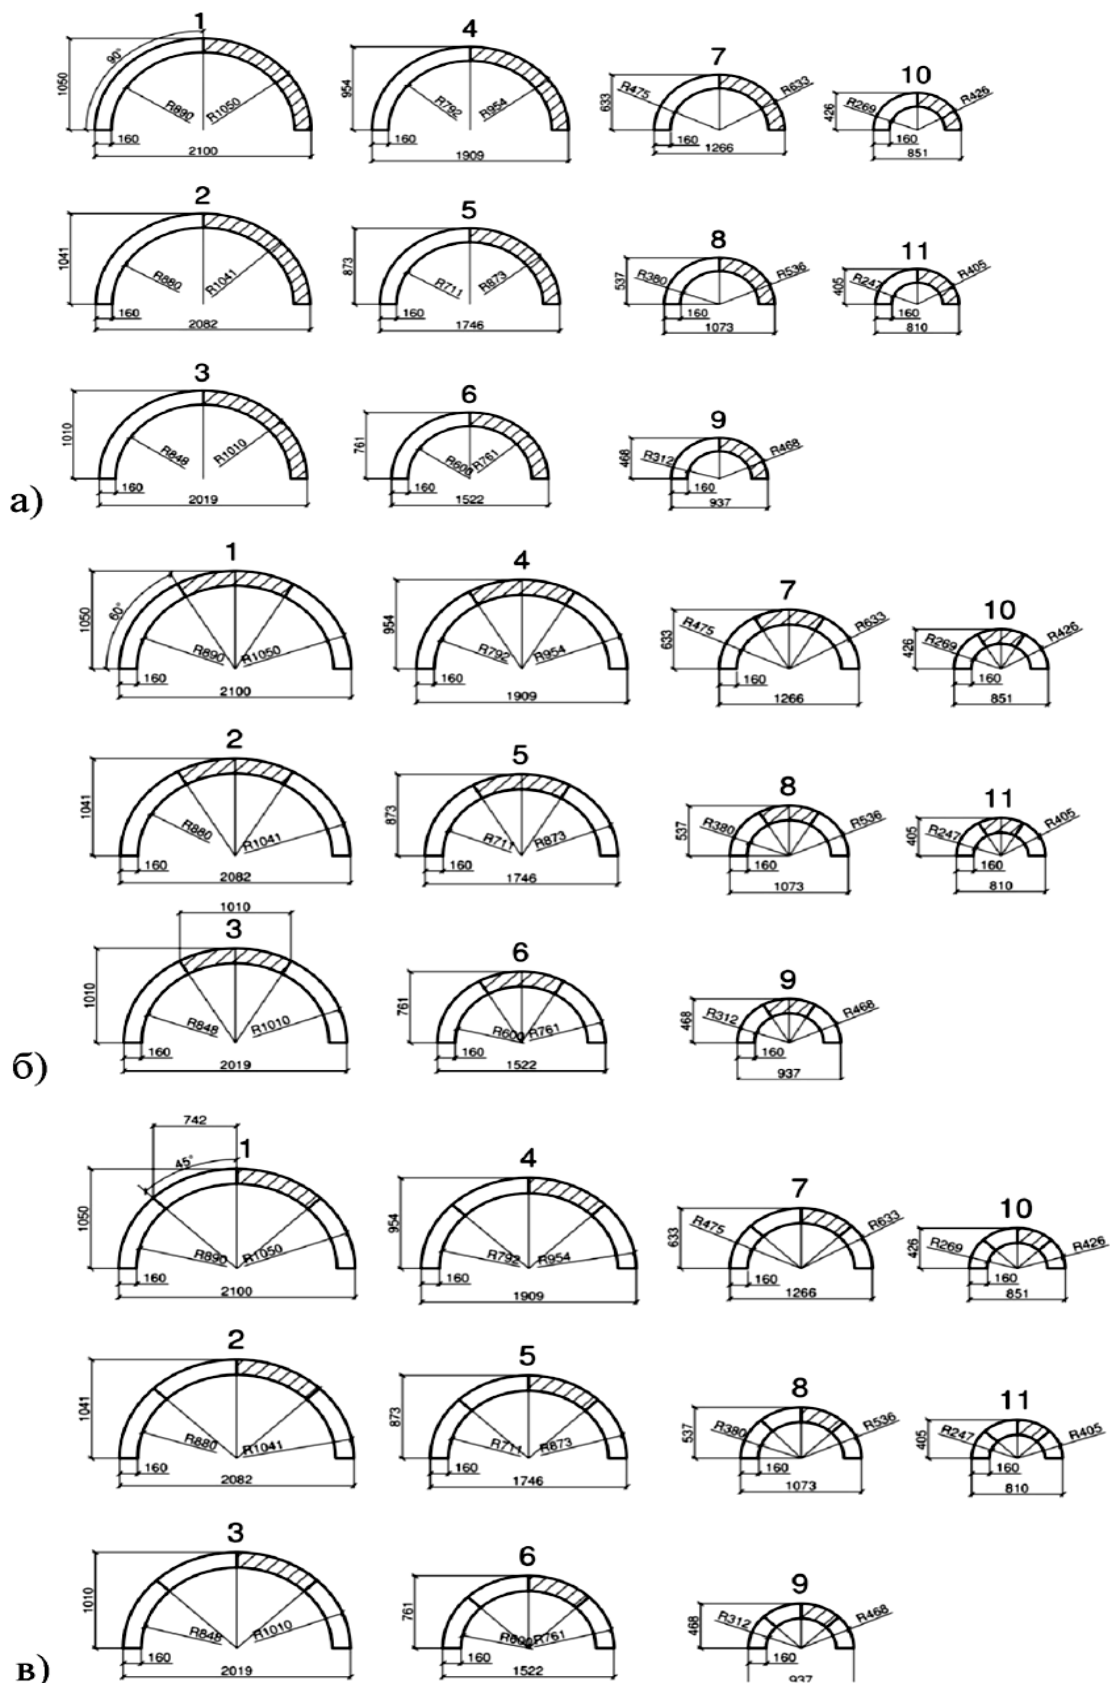 1 4 7 10
1050 90° R890 R1050 160 2100
954 R792 R954 160 1909
633 R475 R633 160 1266
426 R269 R426 160 851
2 5 8 11
1041 R880 R1041 160 2082
873 R711 R873 160 1746
537 R380 R536 160 1073
405 R247 R405 160 810
3 6 9
1010 R848 R1010 160 2019
761 R600 R761 160 1522
468 R312 R468 160 937
а)
1 4 7 10
1050 60° R890 R1050 160 2100
954 R792 R954 160 1909
633 R475 R633 160 1266
426 R269 R426 160 851
2 5 8 11
1041 R880 R1041 160 2082
873 R711 R873 160 1746
537 R380 R536 160 1073
405 R247 R405 160 810
1010
3 6 9
1010 R848 R1010 160 2019
761 R600 R761 160 1522
468 R312 R468 160 937
б)
742
1 4 7 10
1050 45° R890 R1050 160 2100
954 R792 R954 160 1909
633 R475 R633 160 1266
426 R269 R426 160 851
2 5 8 11
1041 R880 R1041 160 2082
873 R711 R873 160 1746
537 R380 R536 160 1073
405 R247 R405 160 810
3 6 9
1010 R848 R1010 160 2019
761 R600 R761 160 1522
468 R312 R468 160 937
в)